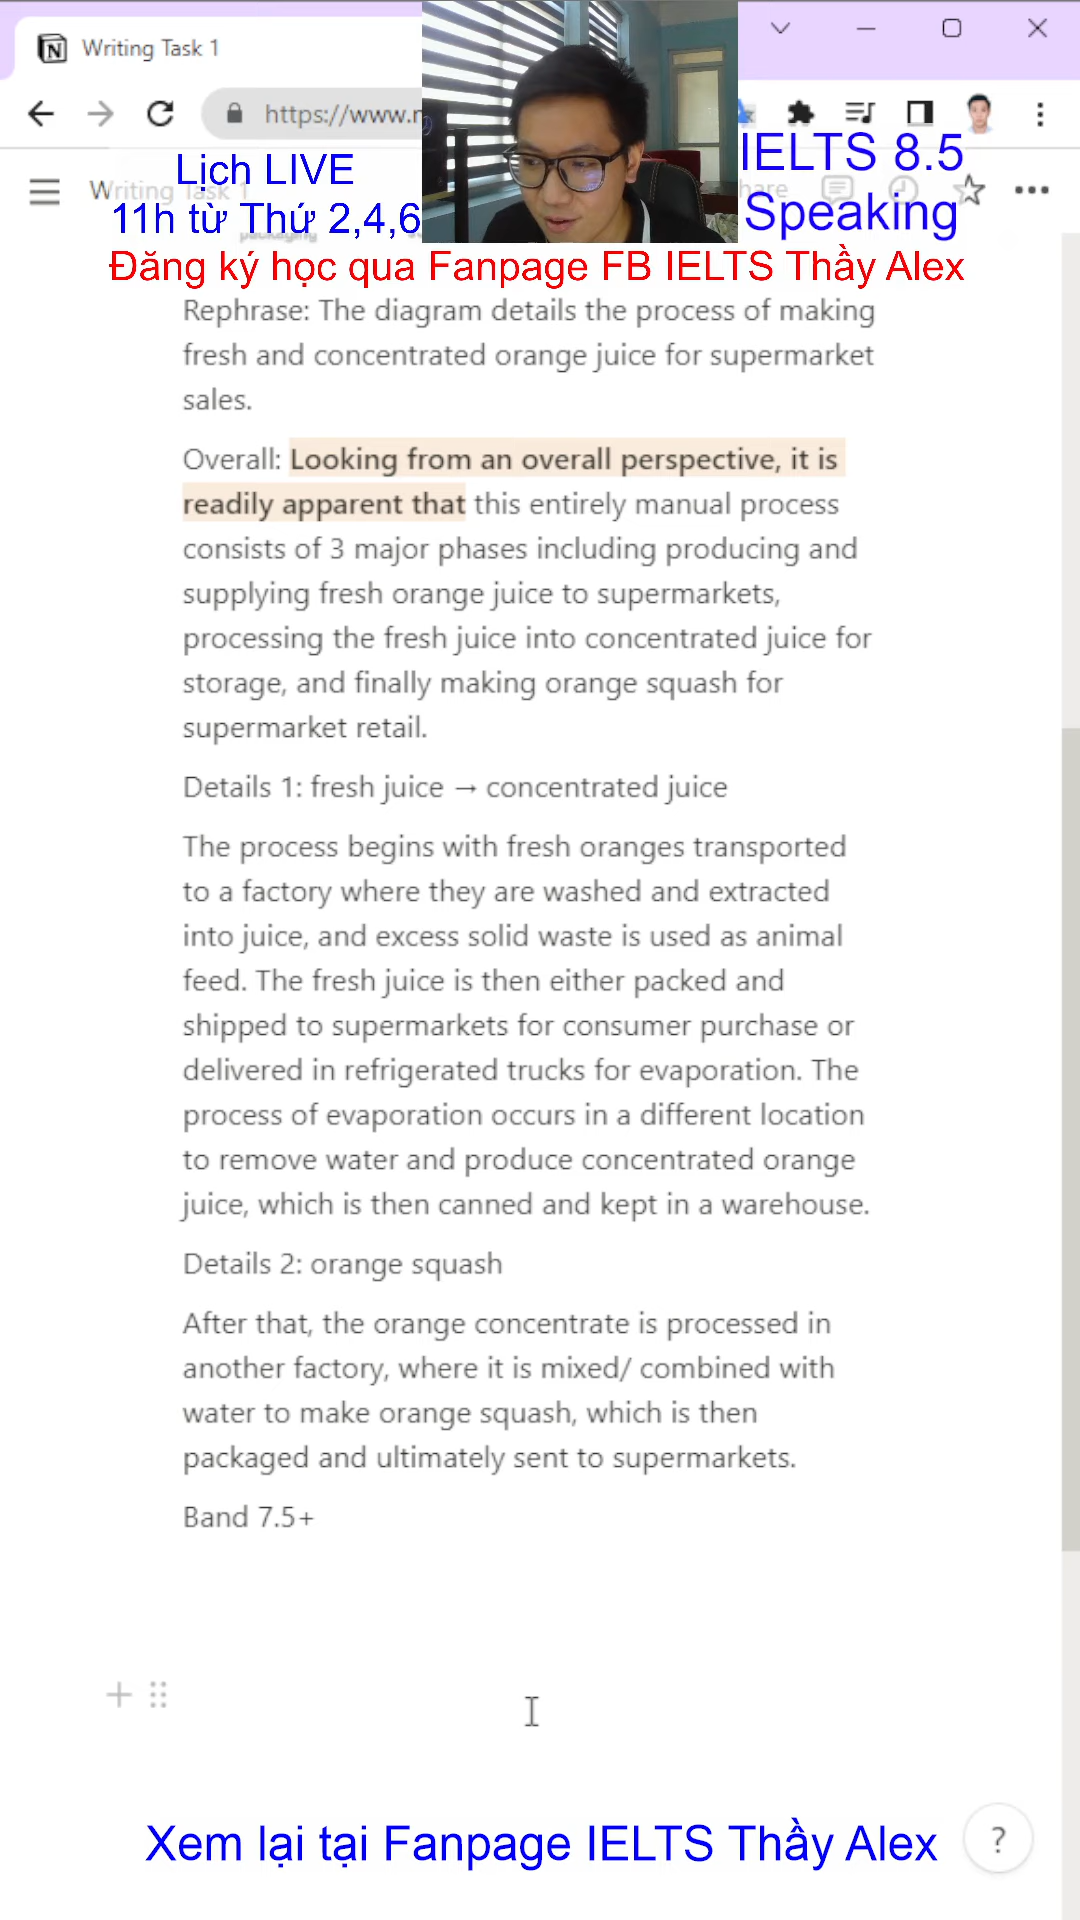 Writing Task 1
https://www.n
Lịch LIVE
IELTS 8.5
Writing Task 1
11h từ Thứ 2,4,6
Speaking
packaging
Đăng ký học qua Fanpage FB IELTS Thầy Alex
Rephrase: The diagram details the process of making
fresh and concentrated orange juice for supermarket
sales.
Overall: Looking from an overall perspective, it is
readily apparent that this entirely manual process
consists of 3 major phases including producing and
supplying fresh orange juice to supermarkets,
processing the fresh juice into concentrated juice for
storage, and finally making orange squash for
supermarket retail.
Details 1: fresh juice → concentrated juice
The process begins with fresh oranges transported
to a factory where they are washed and extracted
into juice, and excess solid waste is used as animal
feed. The fresh juice is then either packed and
shipped to supermarkets for consumer purchase or
delivered in refrigerated trucks for evaporation. The
process of evaporation occurs in a different location
to remove water and produce concentrated orange
juice, which is then canned and kept in a warehouse.
Details 2: orange squash
After that, the orange concentrate is processed in
another factory, where it is mixed/ combined with
water to make orange squash, which is then
packaged and ultimately sent to supermarkets.
Band 7.5+
Xem lại tại Fanpage IELTS Thầy Alex
?